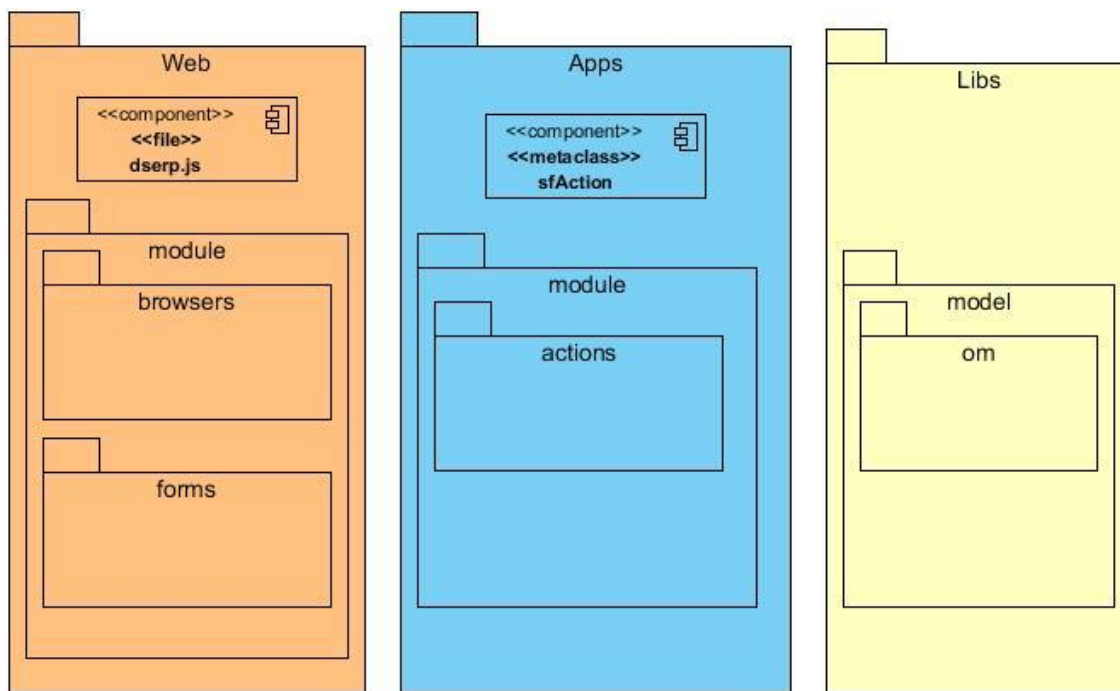 Web
<<component>>
<<file>>
dserp.js
module
browsers
forms
Apps
<<component>>
<<metaclass>>
sfAction
module
actions
Libs
model
om